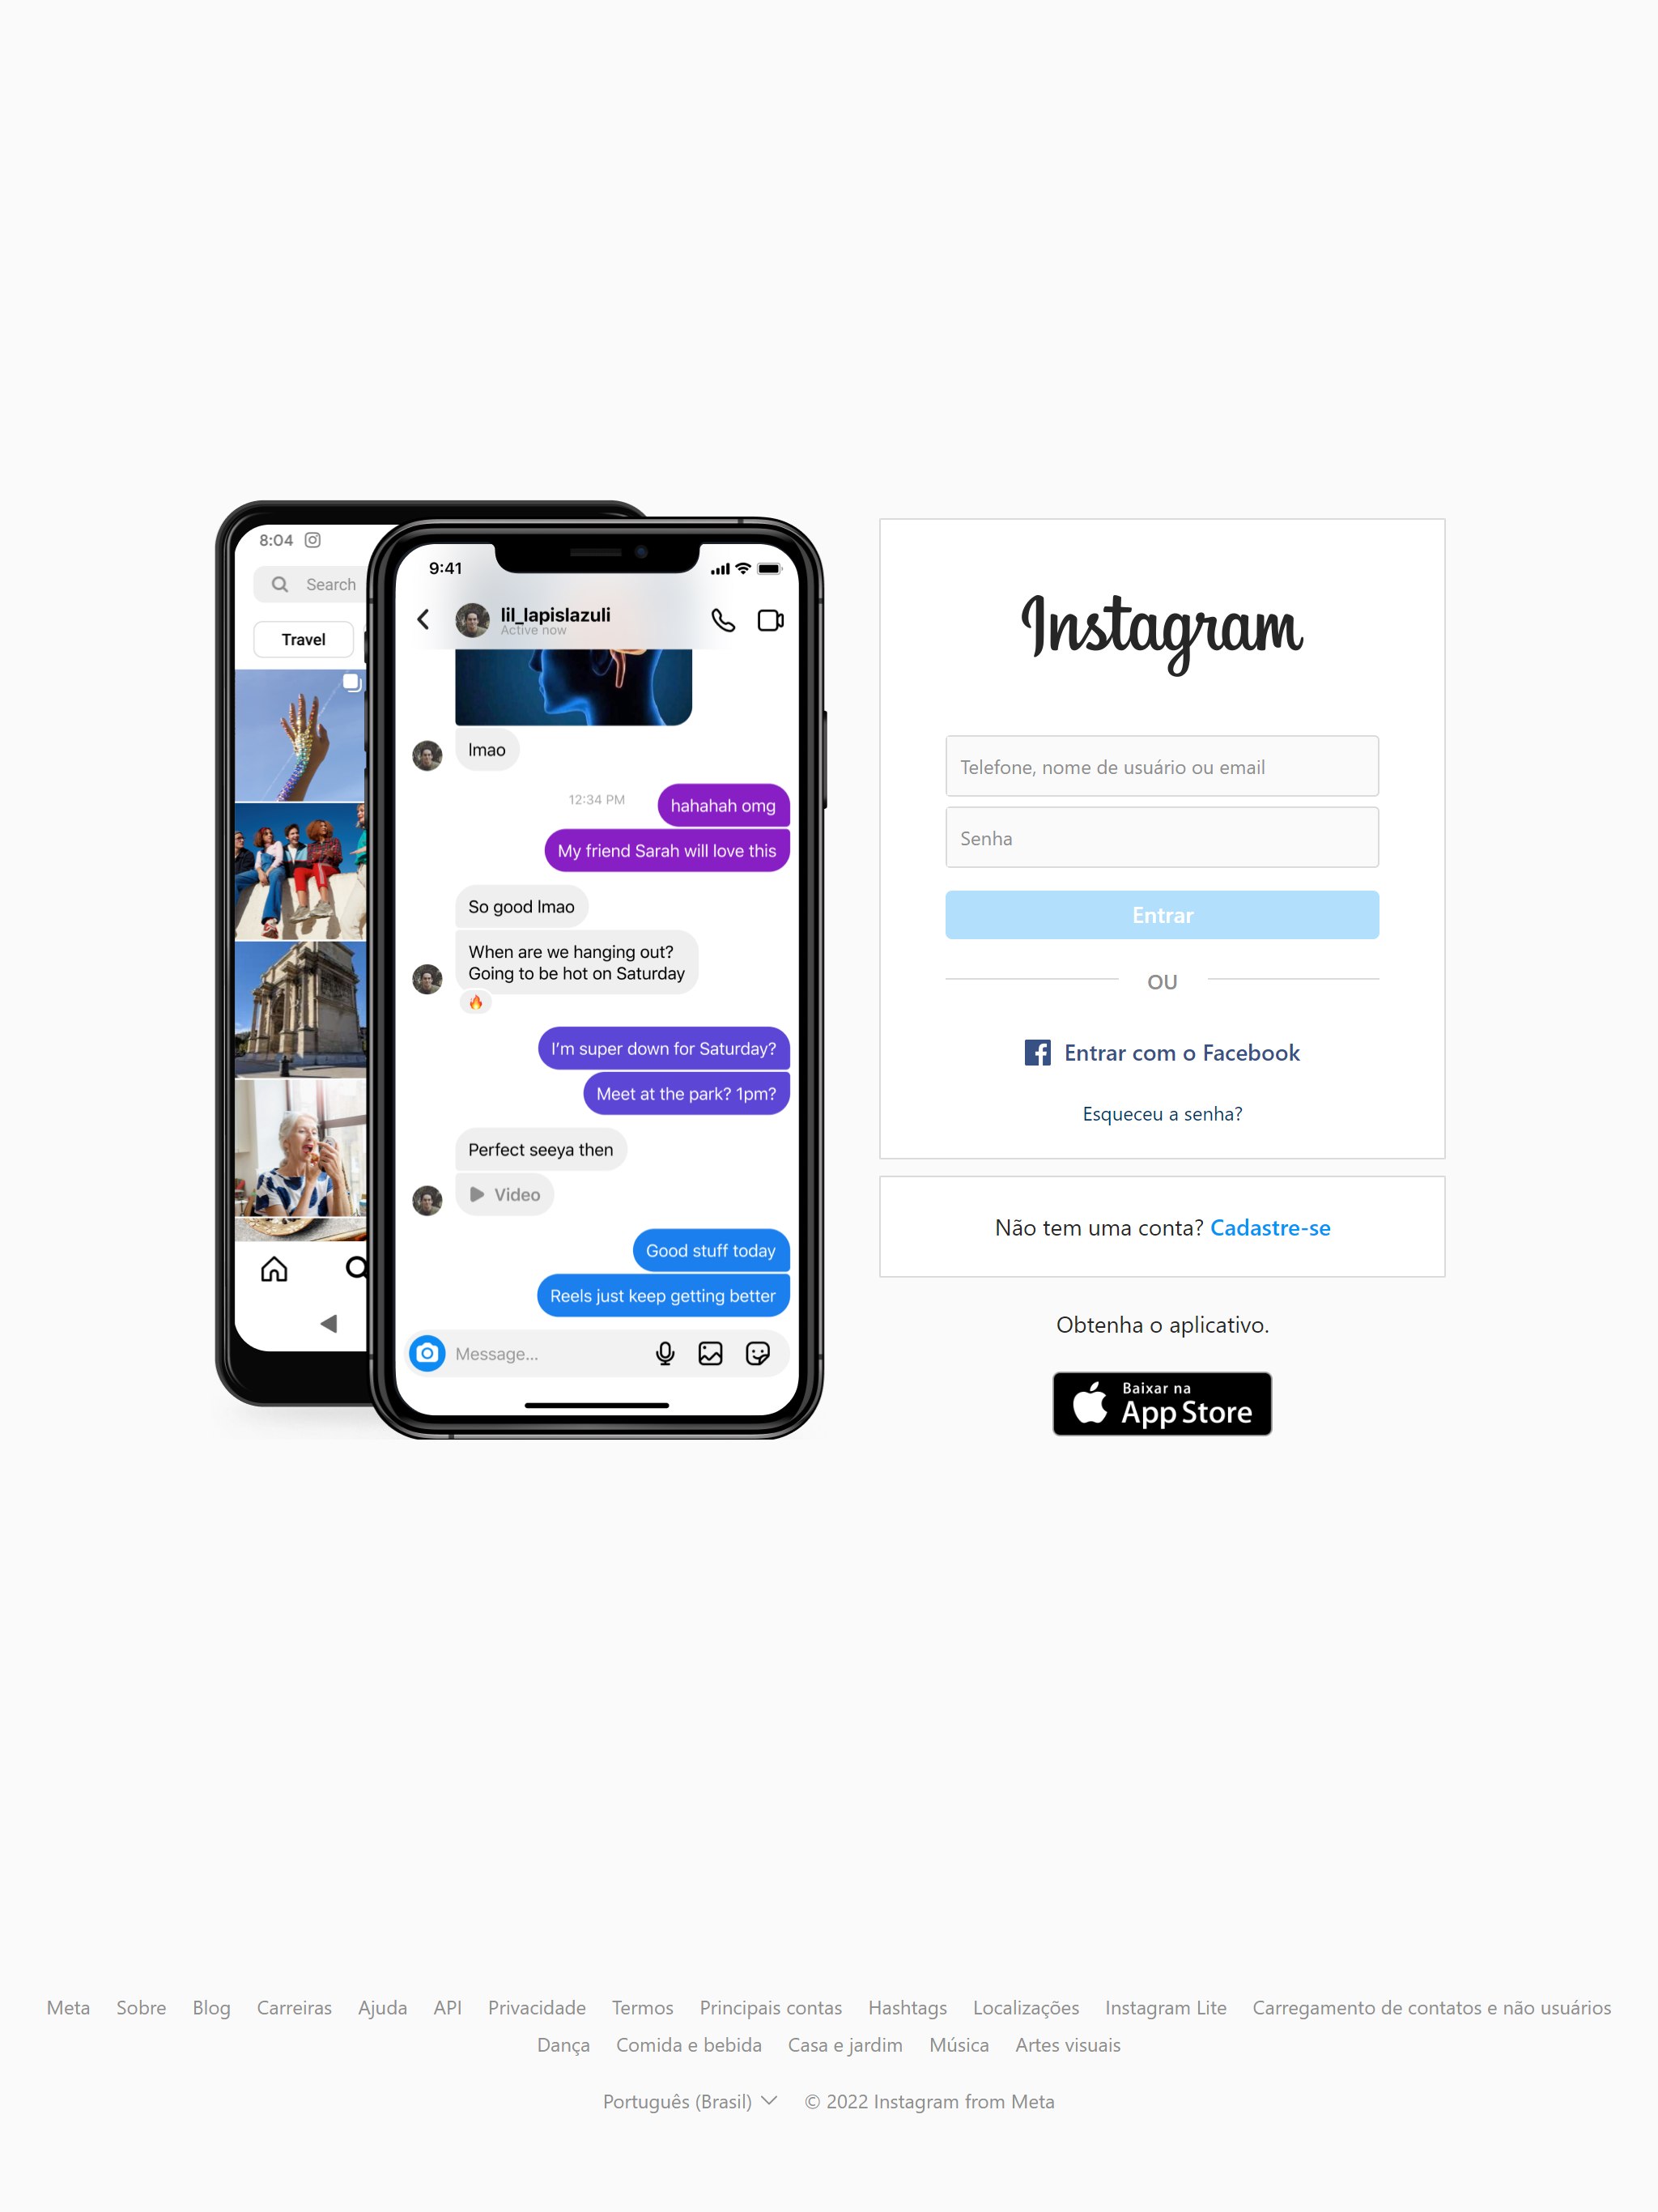 8:04
Search
Travel
9:41
lil_lapislazuli
Active now
lmao
12:34 PM
hahahah omg
My friend Sarah will love this
So good lmao
When are we hanging out?
Going to be hot on Saturday
I'm super down for Saturday?
Meet at the park? 1pm?
Perfect seeya then
Video
Good stuff today
Reels just keep getting better
Message...
Instagram
Telefone, nome de usuário ou email
Senha
Entrar
OU
Entrar com o Facebook
Esqueceu a senha?
Não tem uma conta? Cadastre-se
Obtenha o aplicativo.
Baixar na
App Store
Meta Sobre Blog Carreiras Ajuda API Privacidade Termos Principais contas Hashtags Localizações Instagram Lite Carregamento de contatos e não usuários
Dança Comida e bebida Casa e jardim Música Artes visuais
Português (Brasil) © 2022 Instagram from Meta